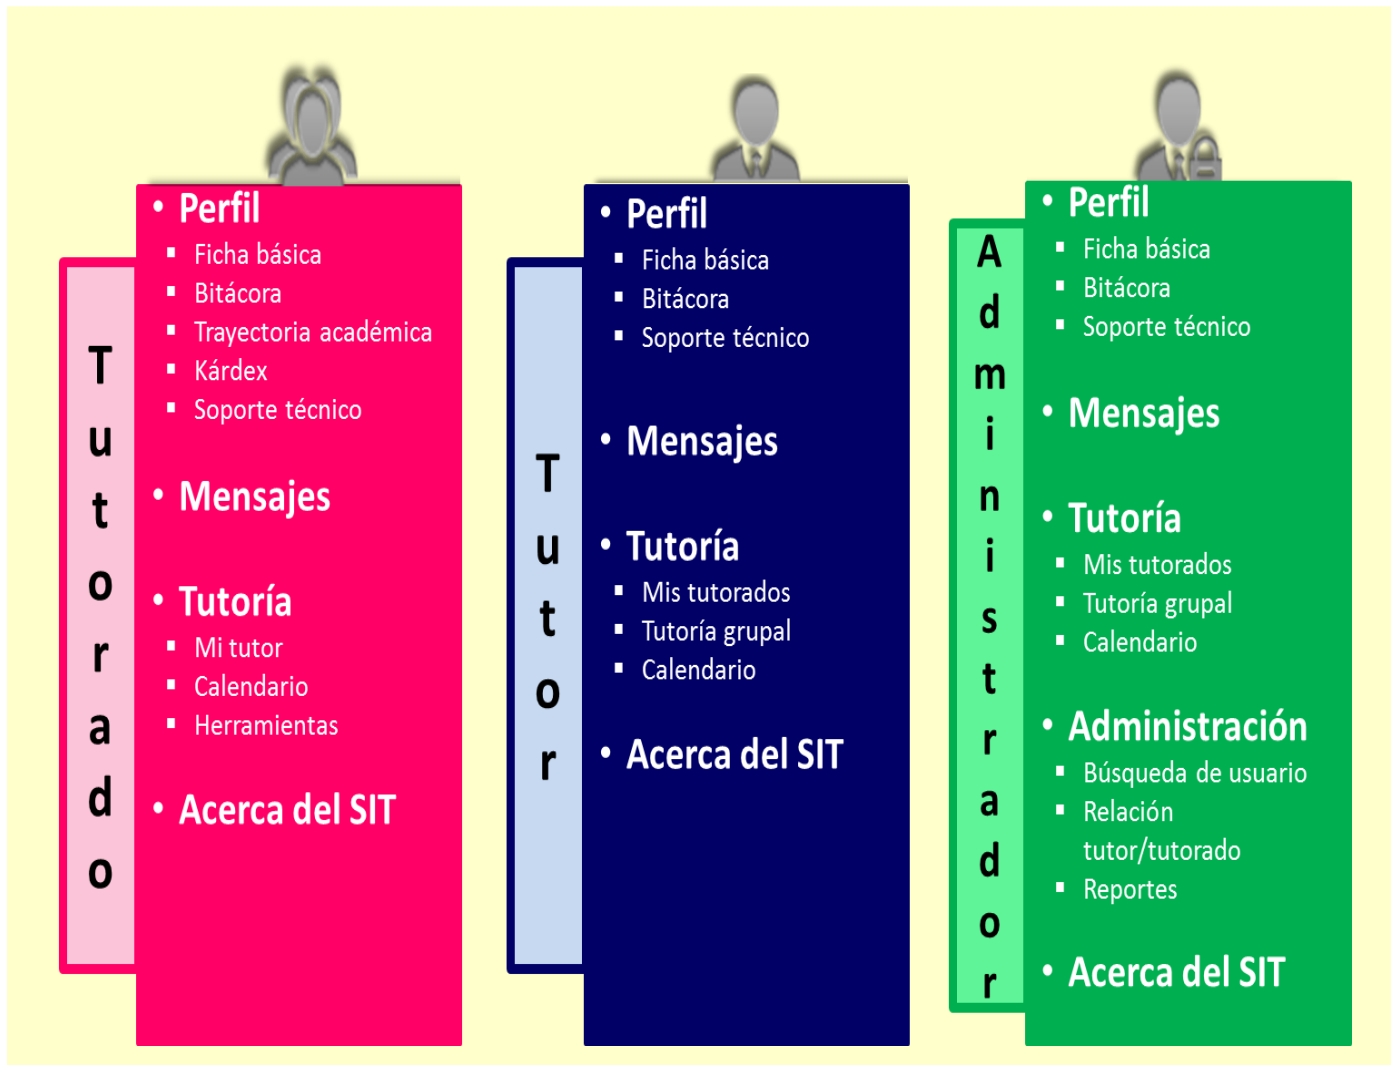 Tutorado
• Perfil
▪ Ficha básica
▪ Bitácora
▪ Trayectoria académica
▪ Kárdex
▪ Soporte técnico
• Mensajes
• Tutoría
▪ Mi tutor
▪ Calendario
▪ Herramientas
• Acerca del SIT
Tutor
• Perfil
▪ Ficha básica
▪ Bitácora
▪ Soporte técnico
• Mensajes
• Tutoría
▪ Mis tutorados
▪ Tutoría grupal
▪ Calendario
• Acerca del SIT
Administrador
• Perfil
▪ Ficha básica
▪ Bitácora
▪ Soporte técnico
• Mensajes
• Tutoría
▪ Mis tutorados
▪ Tutoría grupal
▪ Calendario
• Administración
▪ Búsqueda de usuario
▪ Relación
tutor/tutorado
▪ Reportes
• Acerca del SIT